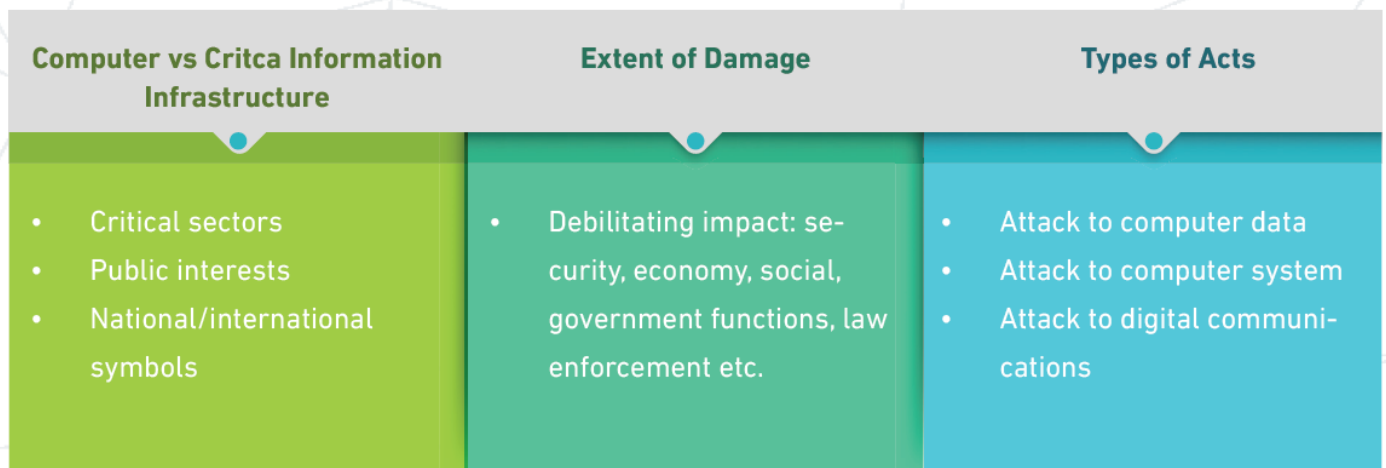 Computer vs Critca Information
Infrastructure
Extent of Damage
Types of Acts
• Critical sectors
• Public interests
• National/international
symbols
• Debilitating impact: se-
curity, economy, social,
government functions, law
enforcement etc.
• Attack to computer data
• Attack to computer system
• Attack to digital communi-
cations